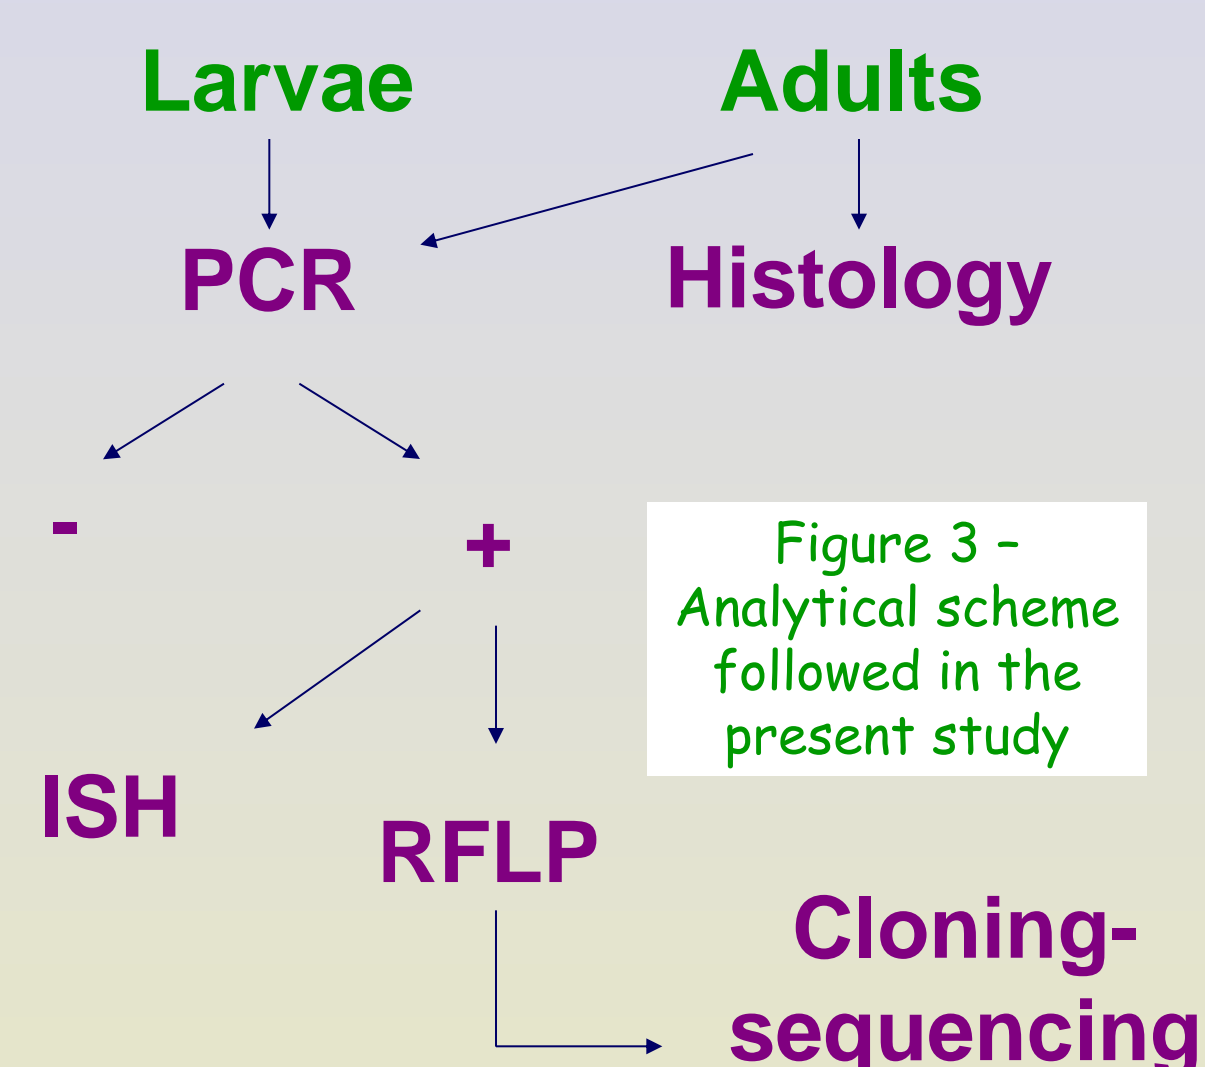 Larvae
Adults
PCR
Histology
-
+
Figure 3 –
Analytical scheme
followed in the
present study
ISH
RFLP
Cloning-
sequencing